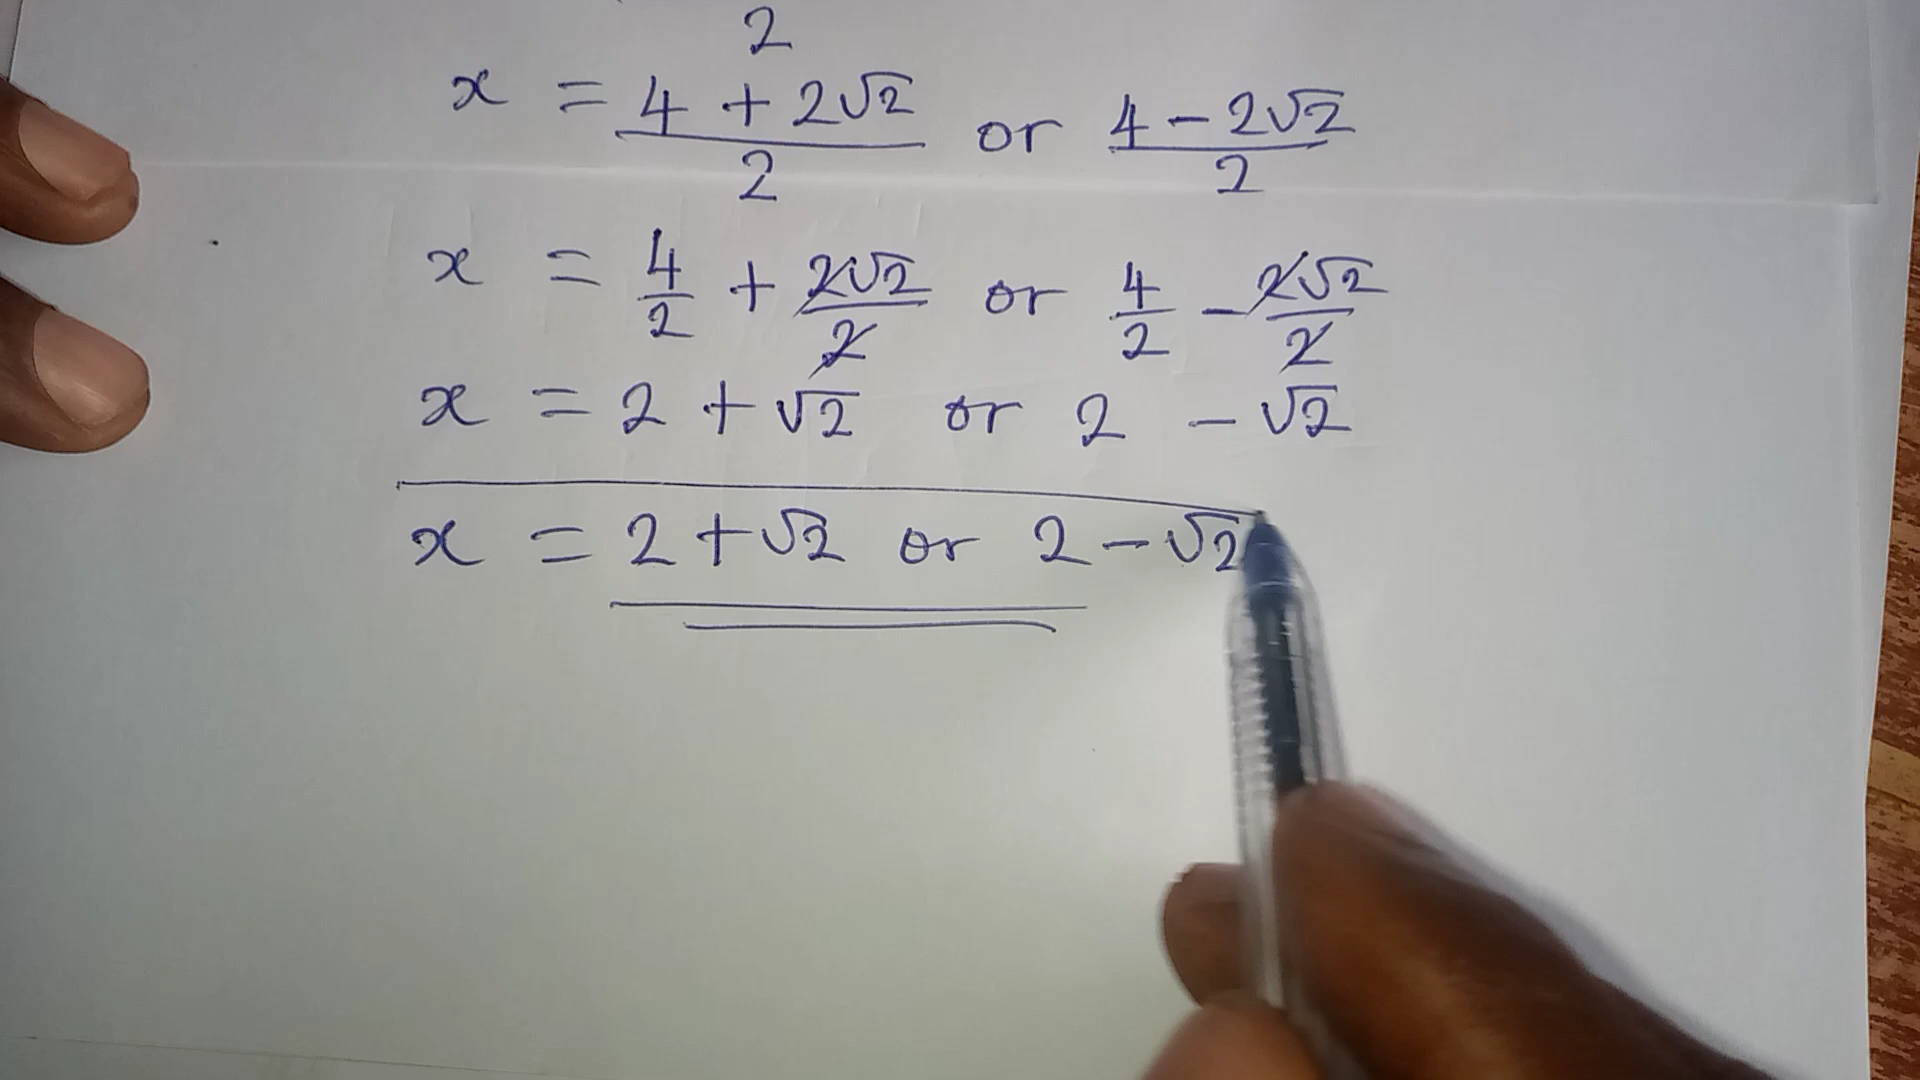 2
x = 4 + 2√2 / 2 or 4 - 2√2 / 2
x = 4/2 + 2√2/2 or 4/2 - 2√2/2
x = 2 + √2 or 2 - √2
x = 2 + √2 or 2 - √2